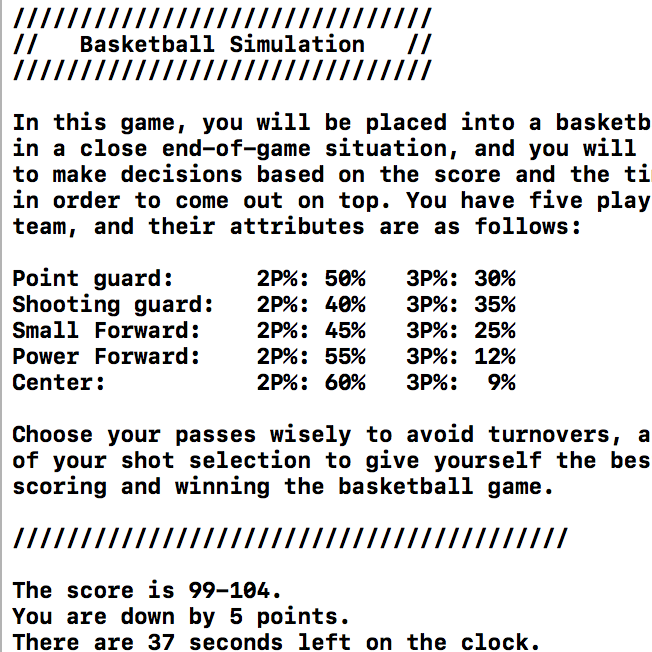 ///////////////////////////////
//   Basketball Simulation   //
///////////////////////////////
In this game, you will be placed into a basketb
in a close end-of-game situation, and you will
to make decisions based on the score and the ti
in order to come out on top. You have five play
team, and their attributes are as follows:
Point guard:      2P%: 50%   3P%: 30%
Shooting guard:   2P%: 40%   3P%: 35%
Small Forward:    2P%: 45%   3P%: 25%
Power Forward:    2P%: 55%   3P%: 12%
Center:           2P%: 60%   3P%:  9%
Choose your passes wisely to avoid turnovers, a
of your shot selection to give yourself the bes
scoring and winning the basketball game.
/////////////////////////////////////////
The score is 99-104.
You are down by 5 points.
There are 37 seconds left on the clock.